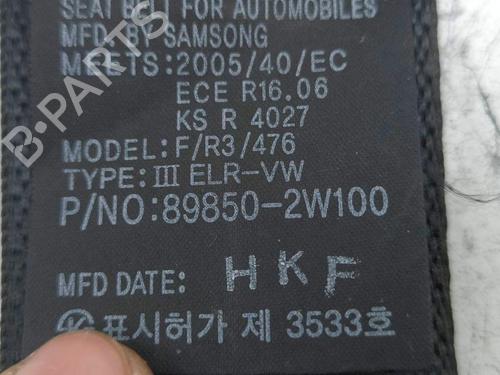 SEAT BELT FOR AUTOMOBILES
MFD. BY SAMSONG
MEETS: 2005/40/EC
ECE R16.06
KS R 4027
MODEL: F/R3/476
TYPE: III ELR-VW
P/NO: 89850-2W100
MFD DATE: HKF
표시허가 제 3533호
B-PARTS